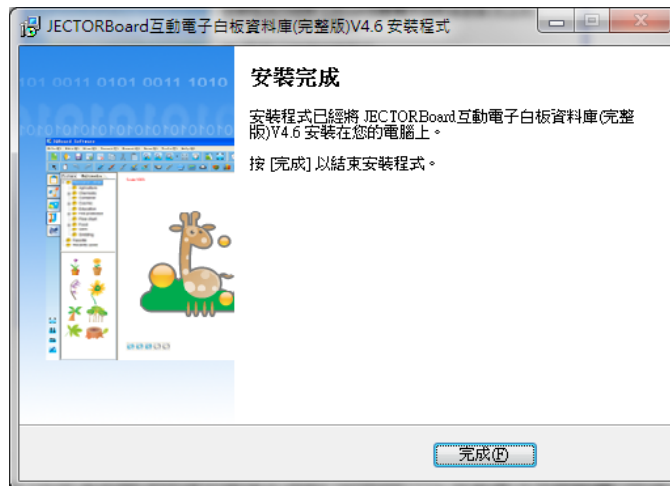 JECTORBoard互動電子白板資料庫(完整版)V4.6 安裝程式
101 0011 0101 0011 1010
安裝完成
安裝程式已經將 JECTORBoard互動電子白板資料庫(完整
版)V4.6 安裝在您的電腦上。
按 [完成] 以結束安裝程式。
完成(F)